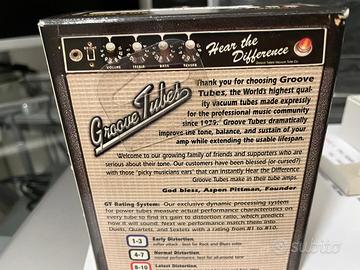 Hear the
Difference
VOLUME TREBLE BASS REVERB
Groove Tubes
Thank you for choosing Groove
Tubes, the World's highest qual-
ity vacuum tubes made expressly
for the professional music community
since 1979. Groove Tubes dramatically
improve the tone, balance, and sustain of your
amp while extending the usable lifespan.
Welcome to our growing family of friends and supporters who are
serious about their tone. Our customers have been blessed (or cursed?)
with those "picky musicians ears" that can instantly Hear the Difference
Groove Tubes make in their tube amps.
God bless, Aspen Pittman, Founder
GT Rating System: Our exclusive dynamic processing system
for power tubes measures actual performance characteristics on
every tube to find its gain to distortion ratio, which predicts
how it will sound. Next we performance match them into
Duets, Quartets, and Sextets with a rating from #1 to #10.
1-3 Early Distortion
4-7 Normal Distortion
normal performance, best for all-around tone
8-10 Latest Distortion
subito